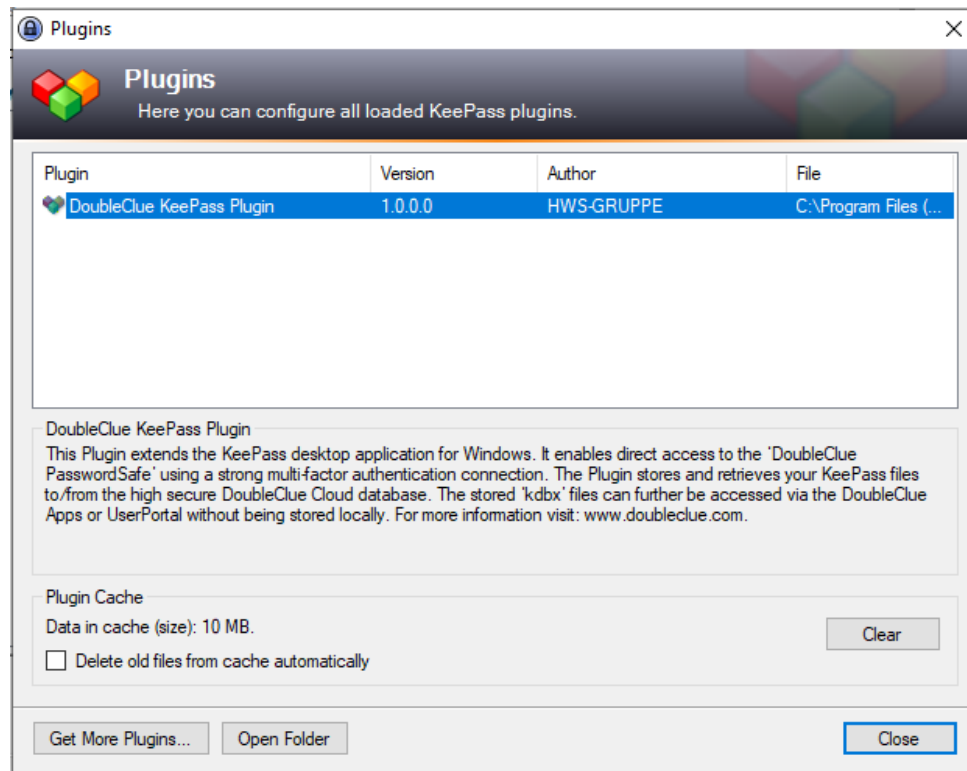 Plugins
Plugins
Here you can configure all loaded KeePass plugins.
Plugin Version Author File
DoubleClue KeePass Plugin 1.0.0.0 HWS-GRUPPE C:\Program Files (...
DoubleClue KeePass Plugin
This Plugin extends the KeePass desktop application for Windows. It enables direct access to the 'DoubleClue
PasswordSafe' using a strong multi-factor authentication connection. The Plugin stores and retrieves your KeePass files
to/from the high secure DoubleClue Cloud database. The stored 'kdbx' files can further be accessed via the DoubleClue
Apps or UserPortal without being stored locally. For more information visit: www.doubleclue.com.
Plugin Cache
Data in cache (size): 10 MB.
Clear
Delete old files from cache automatically
Get More Plugins... Open Folder Close